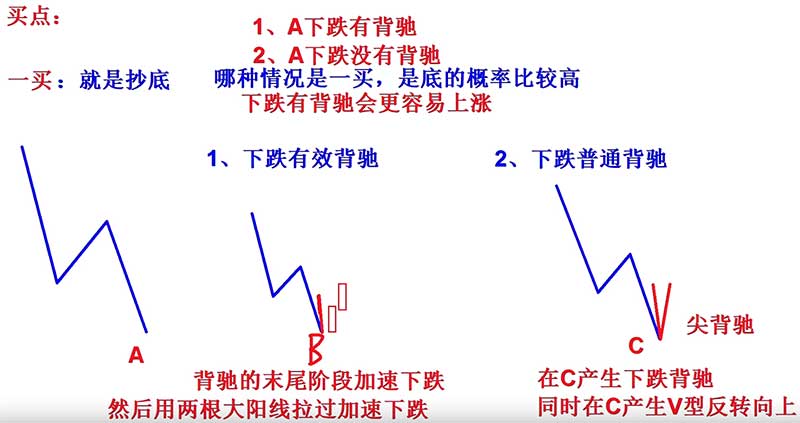 买点：
1、A下跌有背驰
2、A下跌没有背驰
一买：就是抄底 哪种情况是一买，是底的概率比较高
下跌有背驰会更容易上涨
1、下跌有效背驰
2、下跌普通背驰
A
B
C
尖背驰
背驰的末尾阶段加速下跌
然后用两根大阳线拉过加速下跌
在C产生下跌背驰
同时在C产生V型反转向上